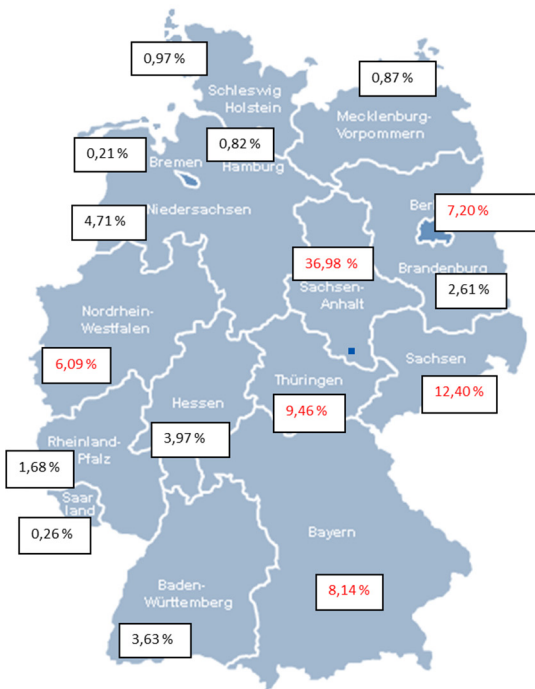 0,97 %
Schleswig
Holstein
0,87 %
Mecklenburg-
Vorpommern
0,82 %
Hamburg
0,21 %
Bremen
4,71 %
Niedersachsen
7,20 %
36,98 %
Sachsen-
Anhalt
Brandenburg
2,61 %
Nordrhein-
Westfalen
6,09 %
Sachsen
12,40 %
Thüringen
9,46 %
Hessen
3,97 %
Rheinland-
Pfalz
1,68 %
Saar
land
0,26 %
Bayern
8,14 %
Baden-
Württemberg
3,63 %